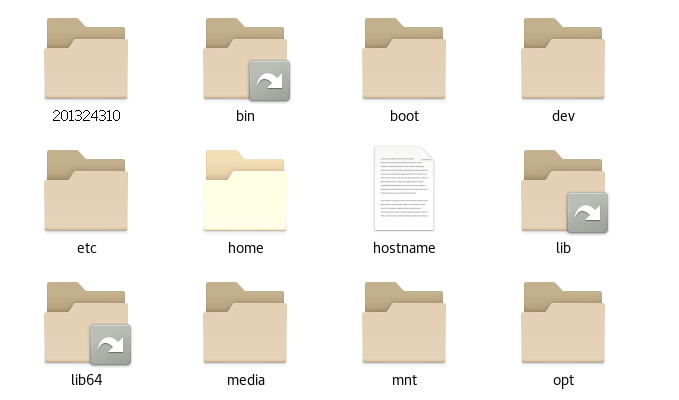 201324310
bin
boot
dev
etc
home
hostname
lib
lib64
media
mnt
opt